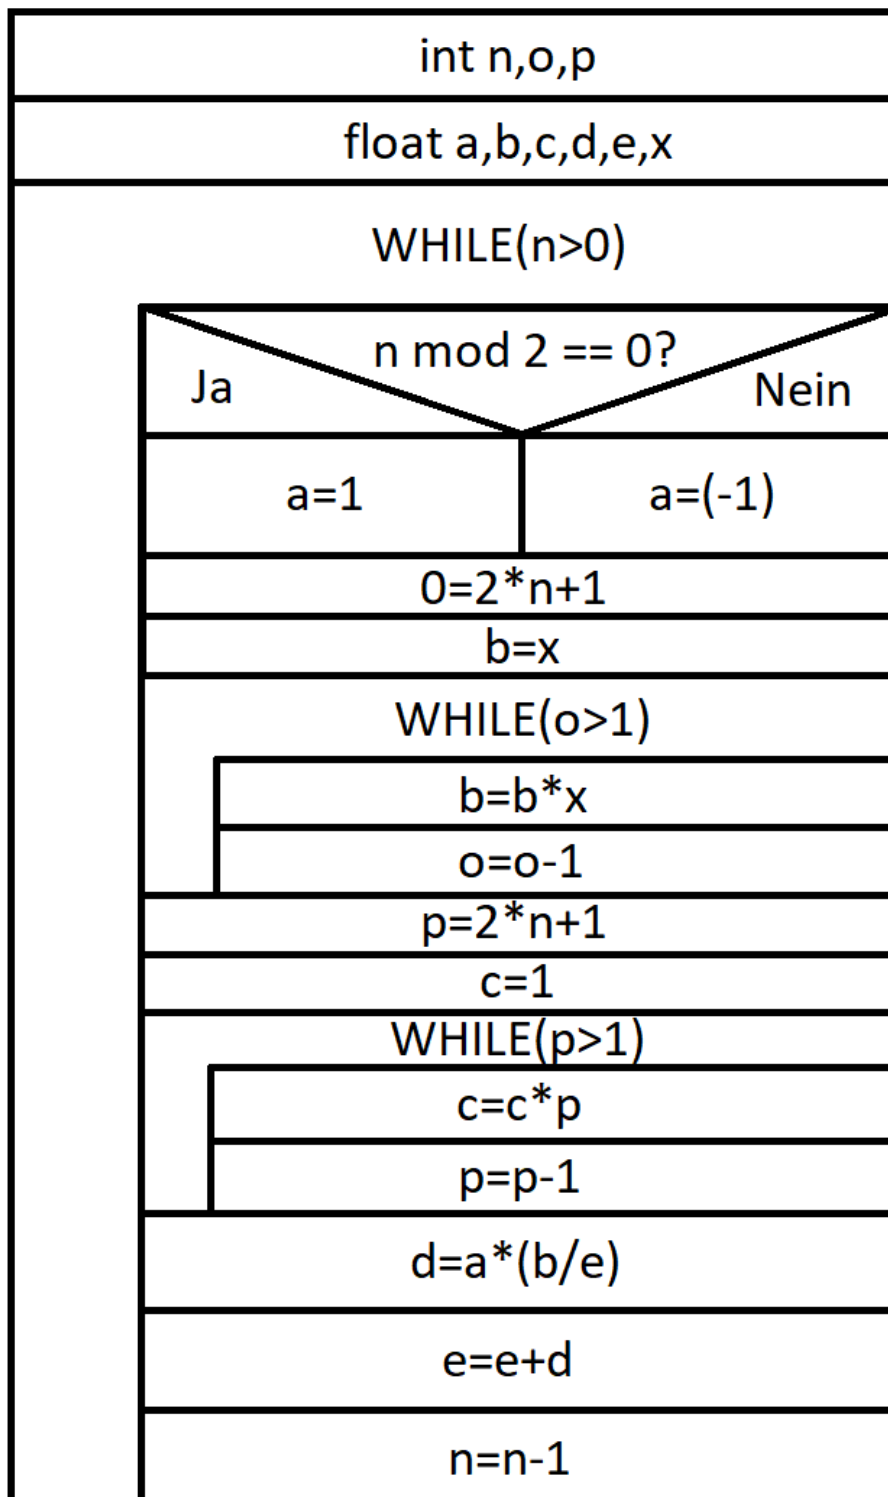 int n,o,p
float a,b,c,d,e,x
WHILE(n>0)
n mod 2 == 0?
Ja
Nein
a=1
a=(-1)
0=2*n+1
b=x
WHILE(o>1)
b=b*x
o=o-1
p=2*n+1
c=1
WHILE(p>1)
c=c*p
p=p-1
d=a*(b/e)
e=e+d
n=n-1